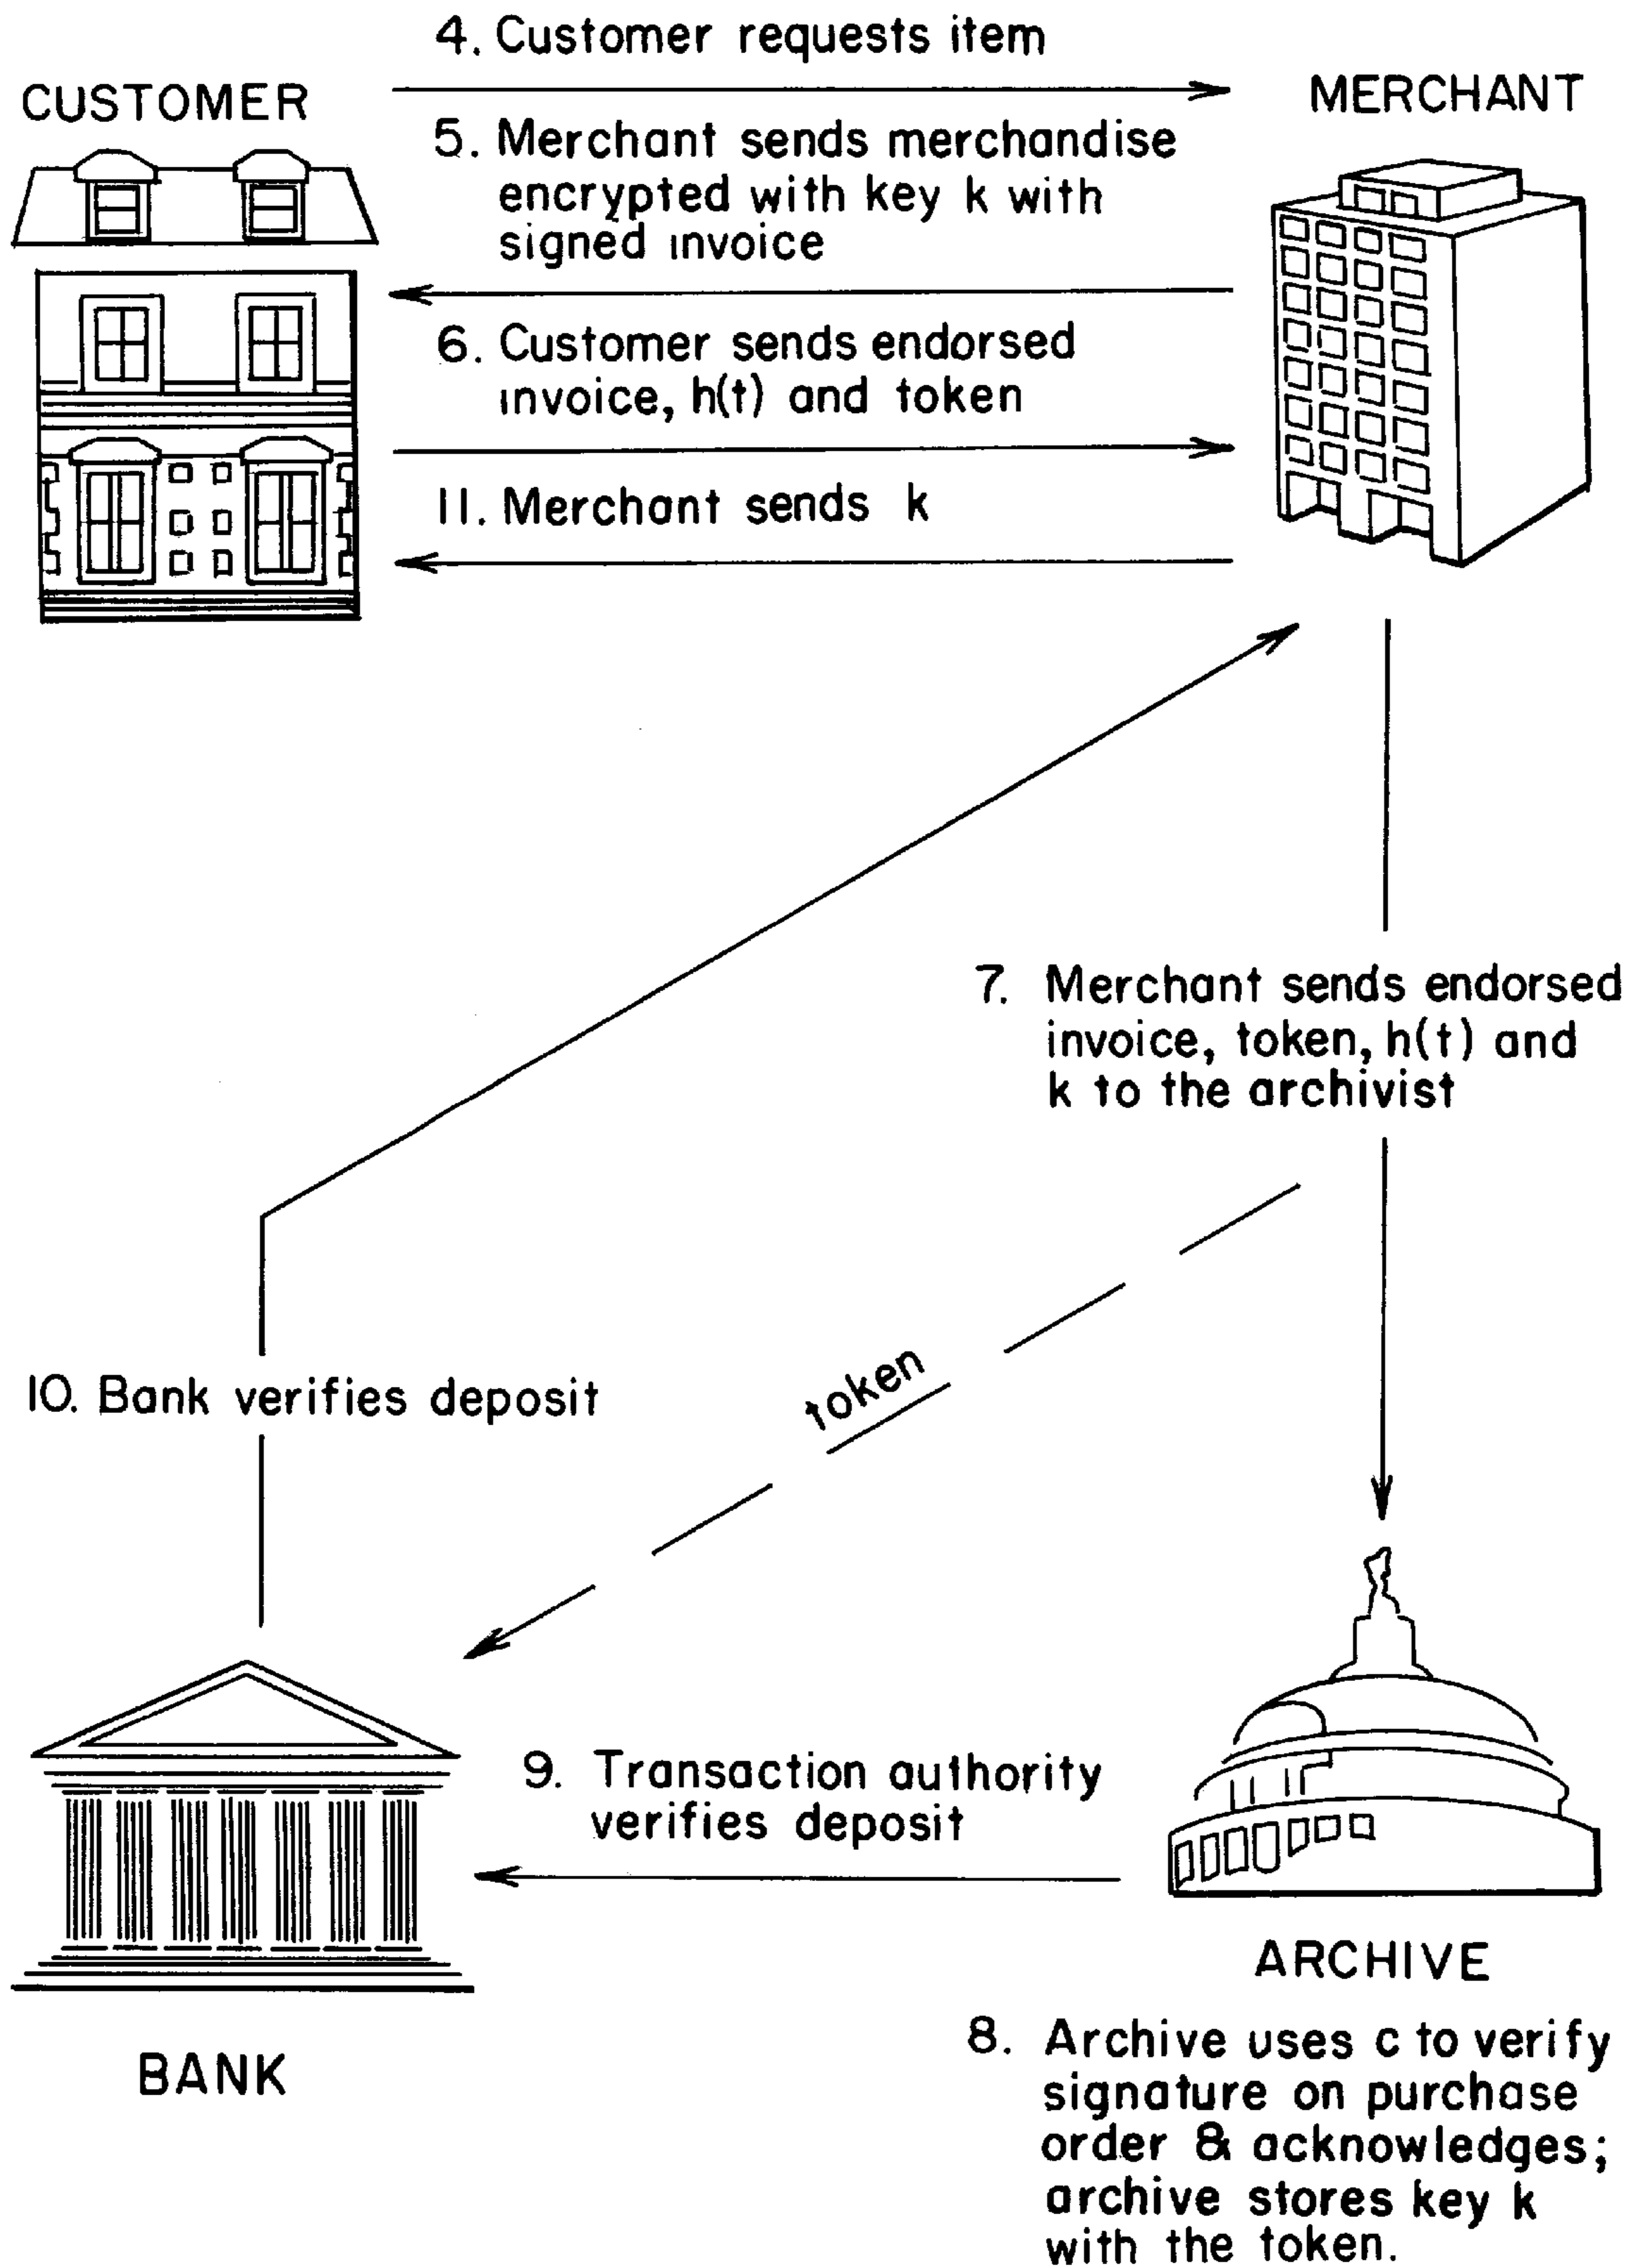 4. Customer requests item
CUSTOMER
MERCHANT
5. Merchant sends merchandise
encrypted with key k with
signed invoice
6. Customer sends endorsed
invoice, h(t) and token
11. Merchant sends k
7. Merchant sends endorsed
invoice, token, h(t) and
k to the archivist
token
10. Bank verifies deposit
9. Transaction authority
verifies deposit
ARCHIVE
BANK
8. Archive uses c to verify
signature on purchase
order & acknowledges;
archive stores key k
with the token.